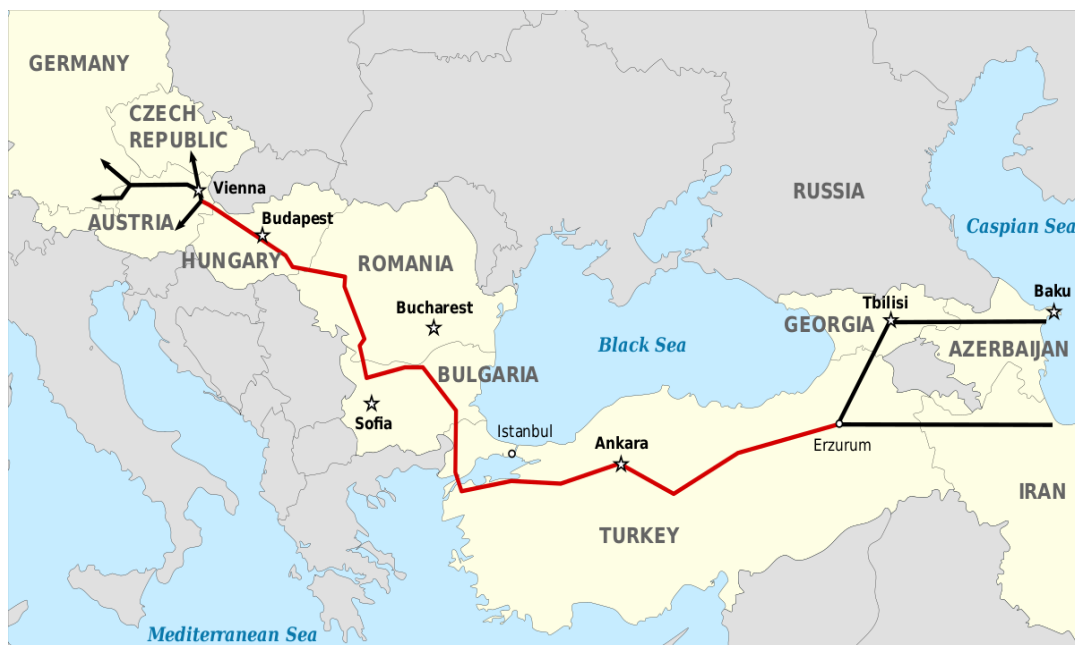 GERMANY
CZECH
REPUBLIC
Vienna
AUSTRIA
Budapest
HUNGARY
ROMANIA
Bucharest
BULGARIA
Sofia
Istanbul
Ankara
TURKEY
Erzurum
Black Sea
Mediterranean Sea
RUSSIA
Caspian Sea
Tbilisi
GEORGIA
Baku
AZERBAIJAN
IRAN